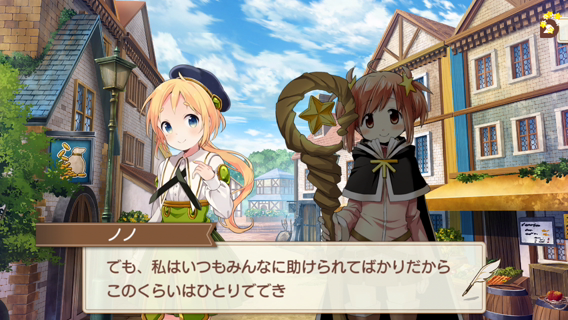 ノノ
でも、私はいつもみんなに助けられてばかりだから
このくらいはひとりででき